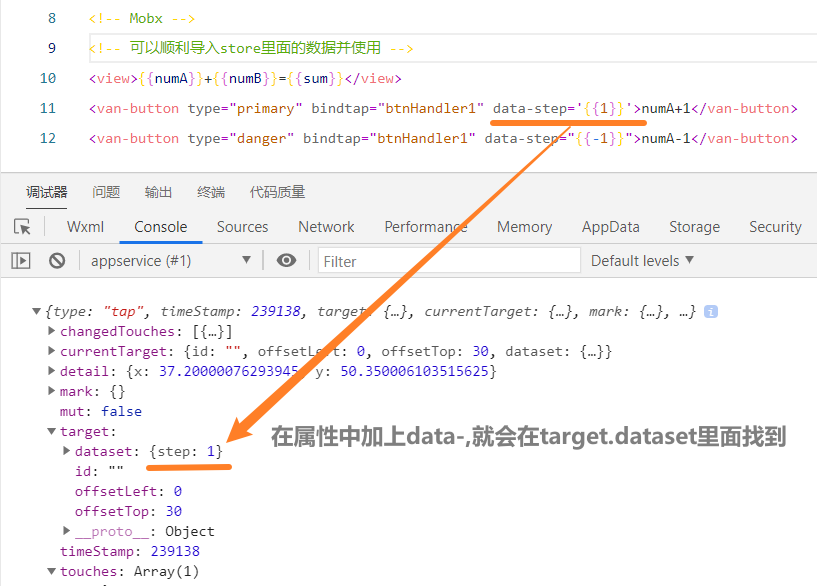 8 <!-- Mobx -->
9 <!-- 可以顺利导入store里面的数据并使用 -->
10 <view>{{numA}}+{{numB}}={{sum}}</view>
11 <van-button type="primary" bindtap="btnHandler1" data-step='{{1}}'>numA+1</van-button>
12 <van-button type="danger" bindtap="btnHandler1" data-step="{{-1}}">numA-1</van-button>
调试器 问题 输出 终端 代码质量
Wxml Console Sources Network Performance Memory AppData Storage Security
appservice (#1) Filter Default levels
{type: "tap", timeStamp: 239138, target: {…}, currentTarget: {…}, mark: {…}, …} i
changedTouches: [{…}]
currentTarget: {id: "", offsetLeft: 0, offsetTop: 30, dataset: {…}}
detail: {x: 37.20000076293945, y: 50.350006103515625}
mark: {}
mut: false
target:
dataset: {step: 1}
在属性中加上data-,就会在target.dataset里面找到
id: ""
offsetLeft: 0
offsetTop: 30
__proto__: Object
timeStamp: 239138
touches: Array(1)